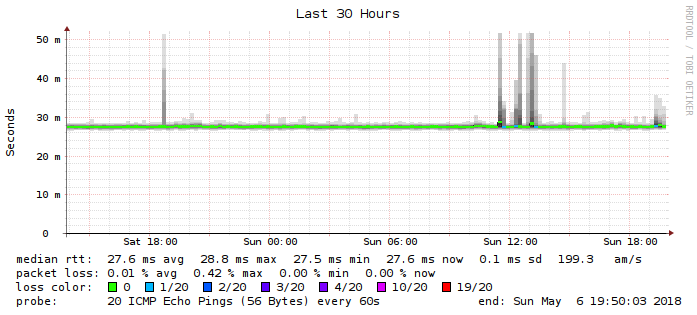 Last 30 Hours
RRDTOOL / TOBI OETIKER
Seconds
50 m
40 m
30 m
20 m
10 m
0
Sat 18:00 Sun 00:00 Sun 06:00 Sun 12:00 Sun 18:00
median rtt: 27.6 ms avg 28.8 ms max 27.5 ms min 27.6 ms now 0.1 ms sd 199.3 am/s
packet loss: 0.01 % avg 0.42 % max 0.00 % min 0.00 % now
loss color: 0 1/20 2/20 3/20 4/20 10/20 19/20
probe: 20 ICMP Echo Pings (56 Bytes) every 60s end: Sun May 6 19:50:03 2018